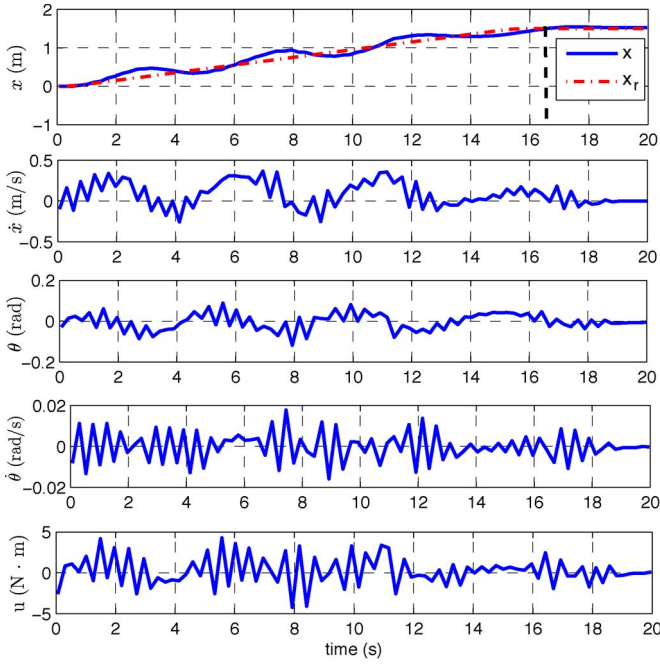 2
1
0
-1
x (m)
x
x_r
0 2 4 6 8 10 12 14 16 18 20
0.5
0
-0.5
ẋ (m/s)
0 2 4 6 8 10 12 14 16 18 20
0.2
0
-0.2
θ (rad)
0 2 4 6 8 10 12 14 16 18 20
0.02
0
-0.02
θ̇ (rad/s)
0 2 4 6 8 10 12 14 16 18 20
5
0
-5
u (N · m)
0 2 4 6 8 10 12 14 16 18 20
time (s)